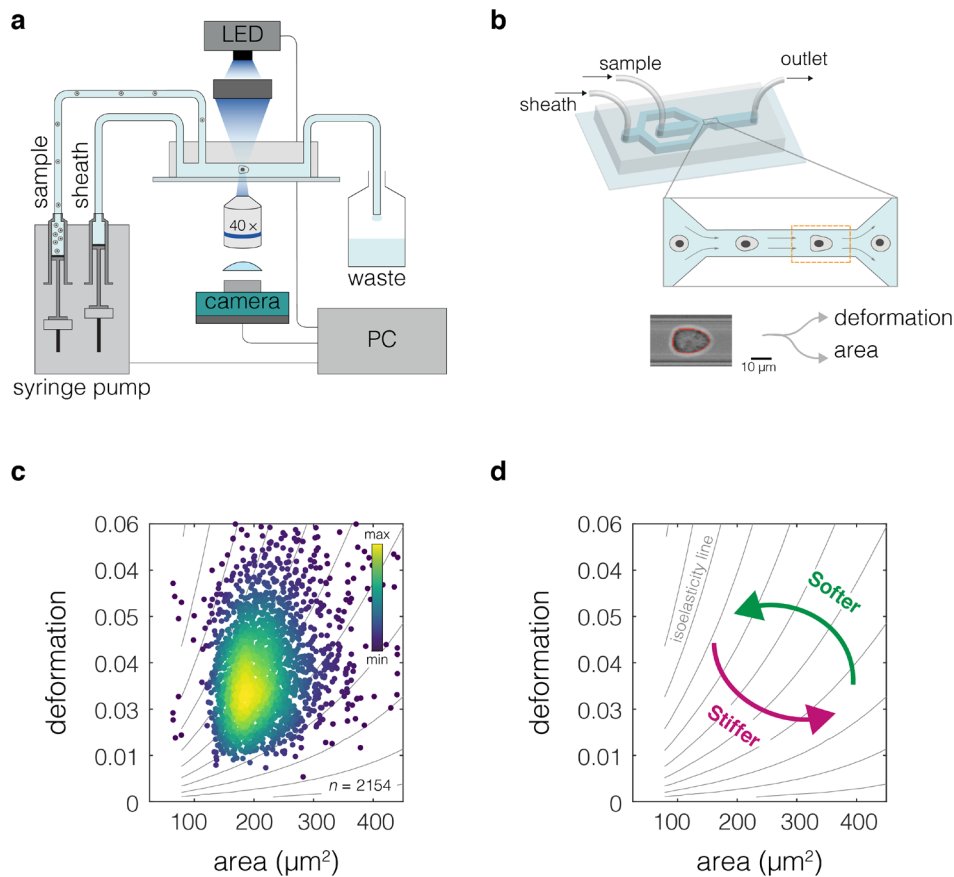 a
LED
sample
sheath
40 x
camera
PC
waste
syringe pump
b
sample
outlet
sheath
deformation
area
10 µm
c
0.06
0.04
0.05
0.04
0.03
0.01
0
deformation
max
min
n = 2154
100 200 300 400
area (µm²)
d
0.06
0.04
0.05
0.04
0.03
0.01
0
deformation
isoelasticity line
Softer
Stiffer
100 200 300 400
area (µm²)